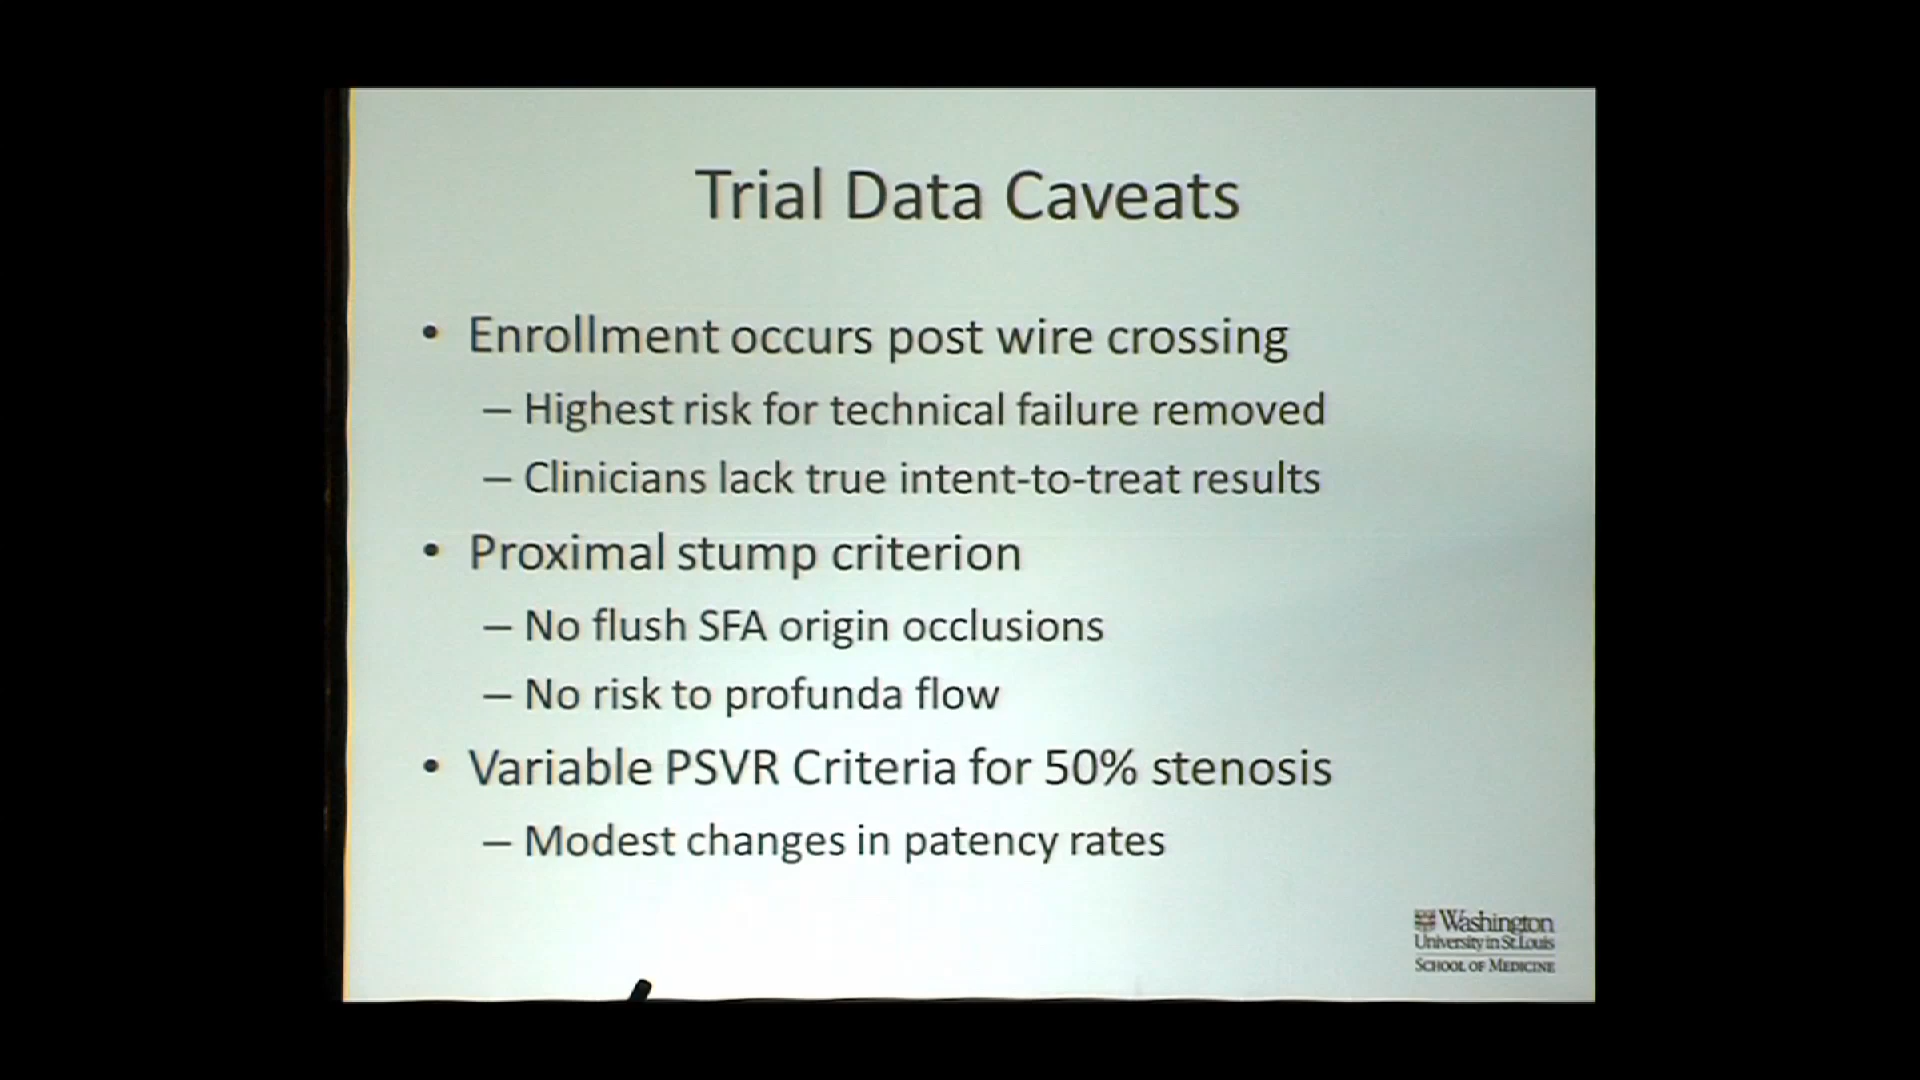 Trial Data Caveats
• Enrollment occurs post wire crossing
– Highest risk for technical failure removed
– Clinicians lack true intent-to-treat results
• Proximal stump criterion
– No flush SFA origin occlusions
– No risk to profunda flow
• Variable PSVR Criteria for 50% stenosis
– Modest changes in patency rates
Washington
University in St. Louis
SCHOOL OF MEDICINE